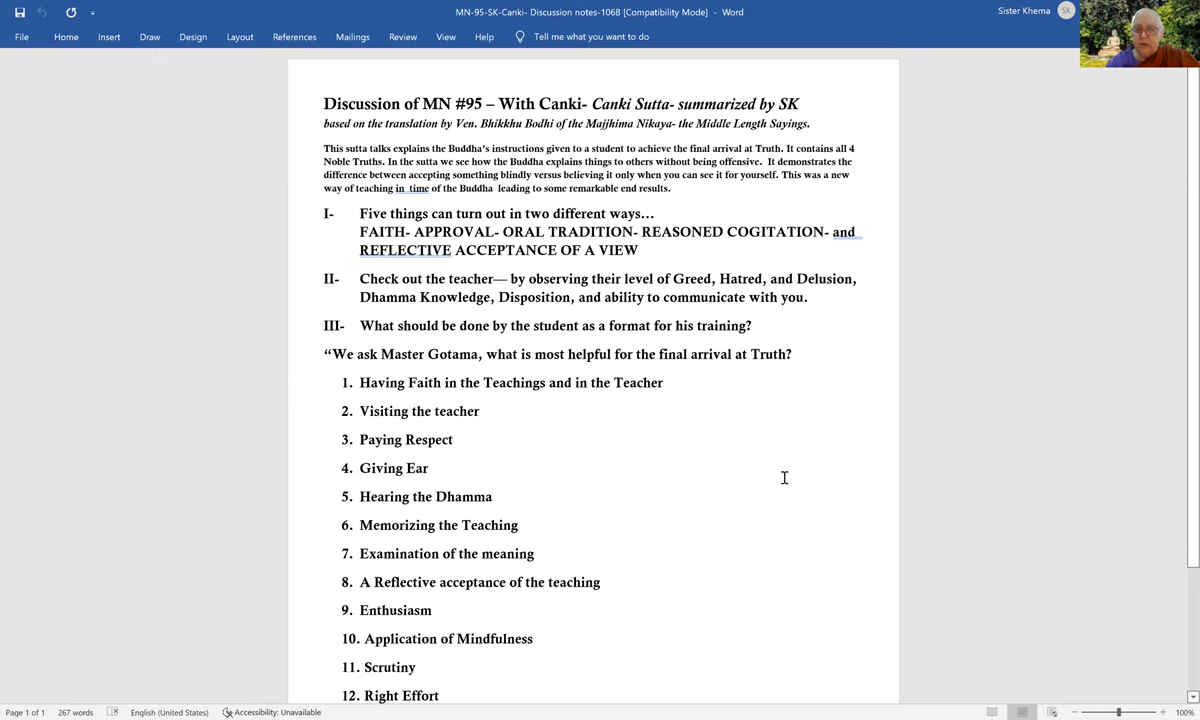 MN-95-SK-Canki- Discussion notes-106B [Compatibility Mode] - Word
Sister Khema
SK
File Home Insert Draw Design Layout References Mailings Review View Help Tell me what you want to do
Discussion of MN #95 – With Canki- Canki Sutta- summarized by SK
based on the translation by Ven. Bhikkhu Bodhi of the Majjhima Nikaya- the Middle Length Sayings.
This sutta talks explains the Buddha's instructions given to a student to achieve the final arrival at Truth. It contains all 4
Noble Truths. In the sutta we see how the Buddha explains things to others without being offensive. It demonstrates the
difference between accepting something blindly versus believing it only when you can see it for yourself. This was a new
way of teaching in time of the Buddha leading to some remarkable end results.
I- Five things can turn out in two different ways…
FAITH- APPROVAL- ORAL TRADITION- REASONED COGITATION- and
REFLECTIVE ACCEPTANCE OF A VIEW
II- Check out the teacher— by observing their level of Greed, Hatred, and Delusion,
Dhamma Knowledge, Disposition, and ability to communicate with you.
III- What should be done by the student as a format for his training?
“We ask Master Gotama, what is most helpful for the final arrival at Truth?
1. Having Faith in the Teachings and in the Teacher
2. Visiting the teacher
3. Paying Respect
4. Giving Ear
5. Hearing the Dhamma
6. Memorizing the Teaching
7. Examination of the meaning
8. A Reflective acceptance of the teaching
9. Enthusiasm
10. Application of Mindfulness
11. Scrutiny
12. Right Effort
Page 1 of 1 267 words English (United States) Accessibility: Unavailable 100%